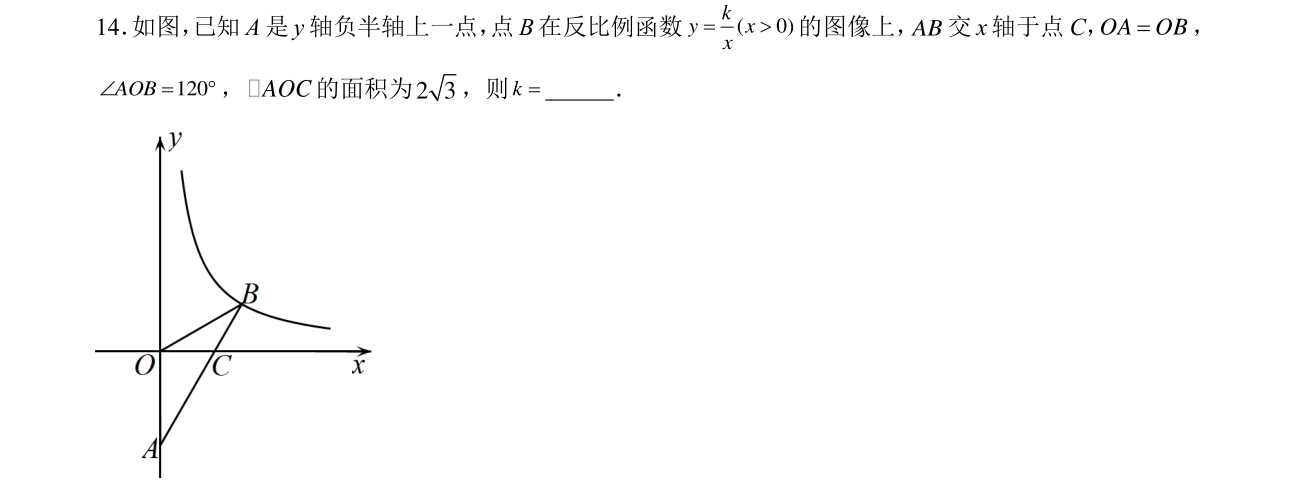 14. 如图,已知 A 是 y 轴负半轴上一点,点 B 在反比例函数 y = k/x (x > 0) 的图像上, AB 交 x 轴于点 C, OA = OB ,
∠AOB = 120° , □AOC 的面积为 2√3 , 则 k = ______ .
y
B
O
C
x
A